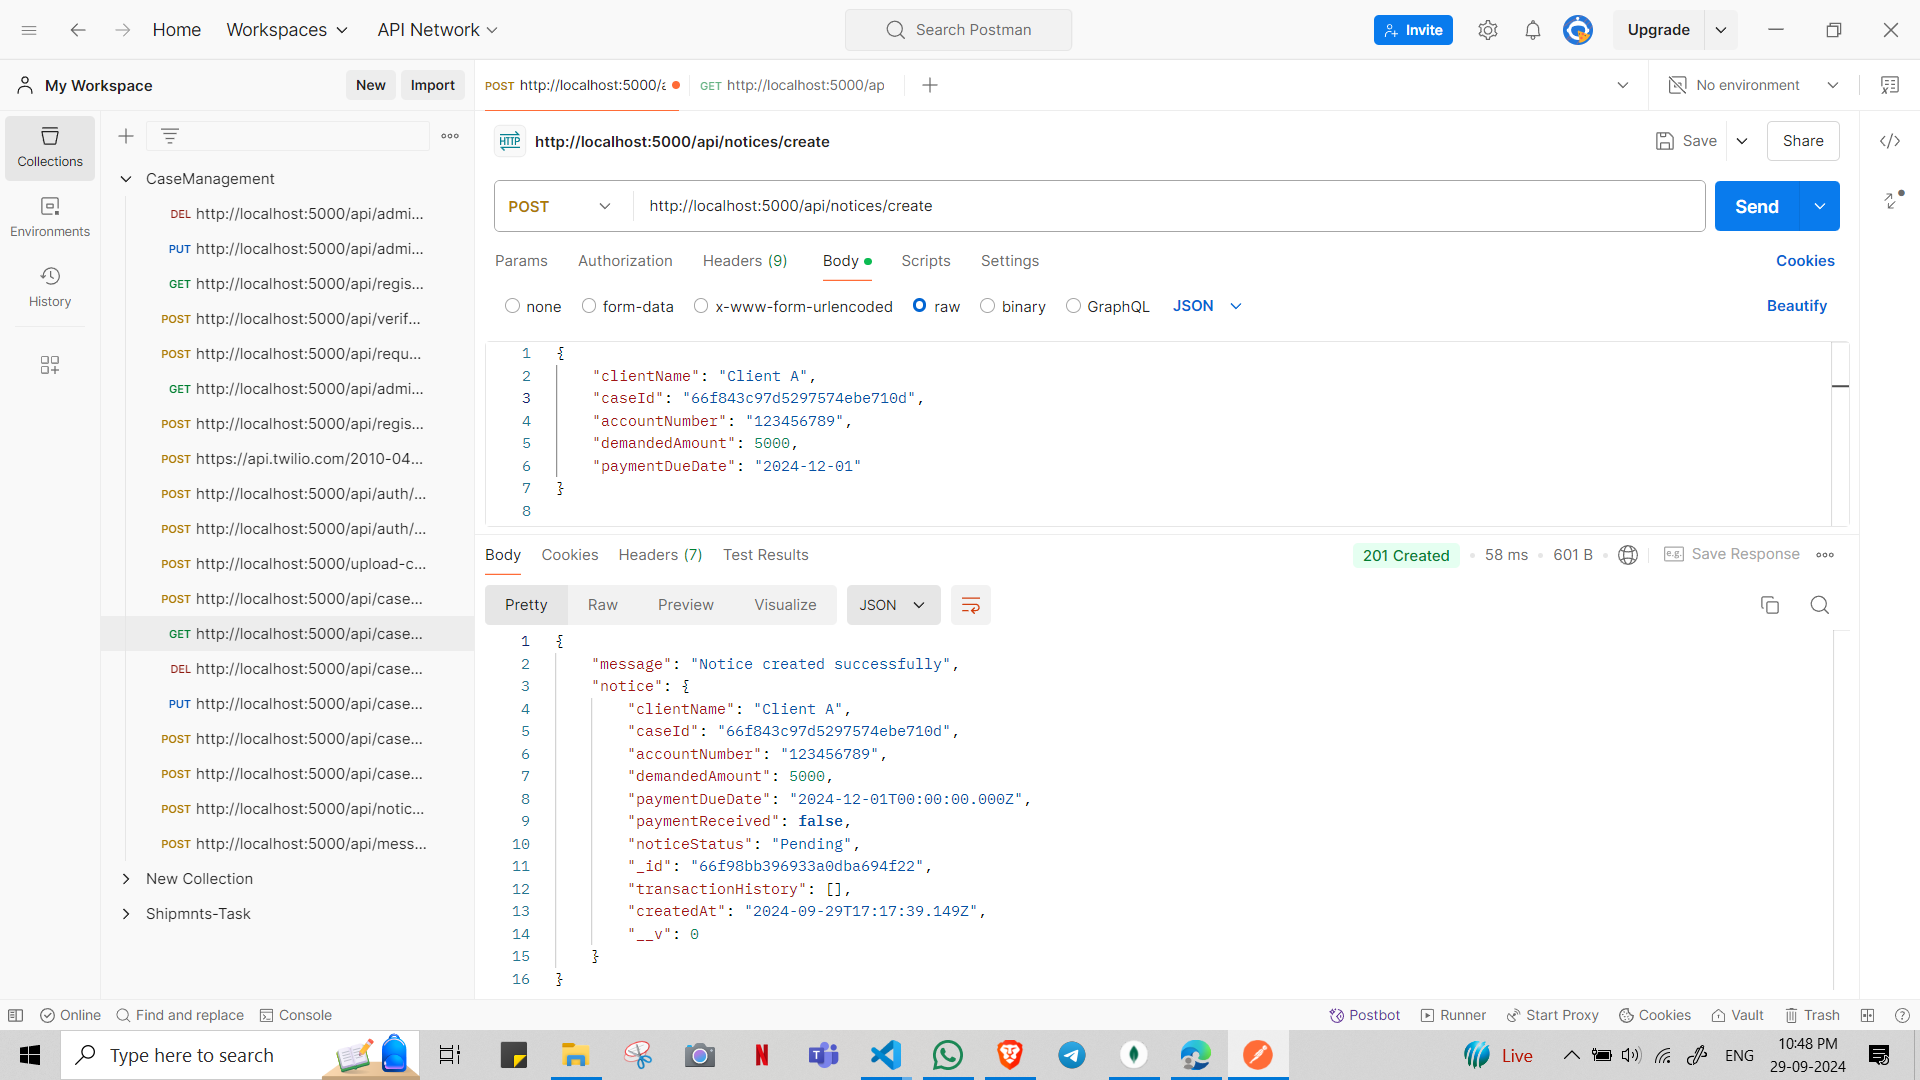 Home
Workspaces
API Network
Search Postman
Invite
Upgrade
My Workspace
New
Import
POST http://localhost:5000/a
GET http://localhost:5000/ap
No environment
Collections
Environments
History
CaseManagement
DEL http://localhost:5000/api/admi...
PUT http://localhost:5000/api/admi...
GET http://localhost:5000/api/regis...
POST http://localhost:5000/api/verif...
POST http://localhost:5000/api/requ...
GET http://localhost:5000/api/admi...
POST http://localhost:5000/api/regis...
POST https://api.twilio.com/2010-04...
POST http://localhost:5000/api/auth/...
POST http://localhost:5000/api/auth/...
POST http://localhost:5000/upload-c...
POST http://localhost:5000/api/case...
GET http://localhost:5000/api/case...
DEL http://localhost:5000/api/case...
PUT http://localhost:5000/api/case...
POST http://localhost:5000/api/case...
POST http://localhost:5000/api/case...
POST http://localhost:5000/api/notic...
POST http://localhost:5000/api/mess...
New Collection
Shipmnts-Task
HTTP http://localhost:5000/api/notices/create
Save
Share
POST
http://localhost:5000/api/notices/create
Send
Params
Authorization
Headers (9)
Body
Scripts
Settings
Cookies
none
form-data
x-www-form-urlencoded
raw
binary
GraphQL
JSON
Beautify
1 {
2 "clientName": "Client A",
3 "caseId": "66f843c97d5297574ebe710d",
4 "accountNumber": "123456789",
5 "demandedAmount": 5000,
6 "paymentDueDate": "2024-12-01"
7 }
8
Body
Cookies
Headers (7)
Test Results
201 Created
58 ms
601 B
e.g. Save Response
Pretty
Raw
Preview
Visualize
JSON
1 {
2 "message": "Notice created successfully",
3 "notice": {
4 "clientName": "Client A",
5 "caseId": "66f843c97d5297574ebe710d",
6 "accountNumber": "123456789",
7 "demandedAmount": 5000,
8 "paymentDueDate": "2024-12-01T00:00:00.000Z",
9 "paymentReceived": false,
10 "noticeStatus": "Pending",
11 "_id": "66f98bb396933a0dba694f22",
12 "transactionHistory": [],
13 "createdAt": "2024-09-29T17:17:39.149Z",
14 "__v": 0
15 }
16 }
Online
Find and replace
Console
Postbot
Runner
Start Proxy
Cookies
Vault
Trash
Type here to search
N
Live
ENG
10:48 PM
29-09-2024